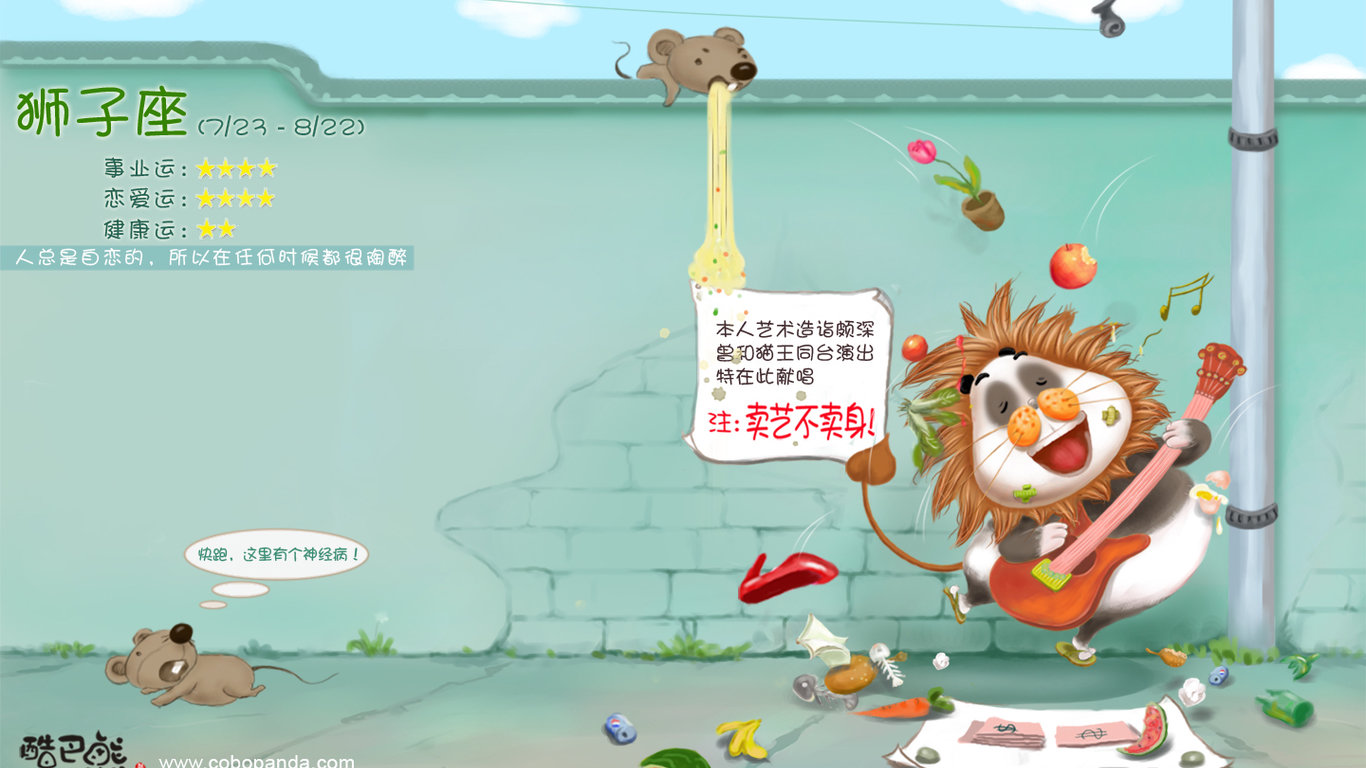 狮子座 (7/23 - 8/22)
事业运：★★★★
恋爱运：★★★★
健康运：★★
人总是自恋的，所以在任何时候都很陶醉
本人艺术造诣颇深
曾和猫王同台演出
特在此献唱
注：卖艺不卖身！
快跑，这里有个神经病！
酷巴熊
www.cobopanda.com